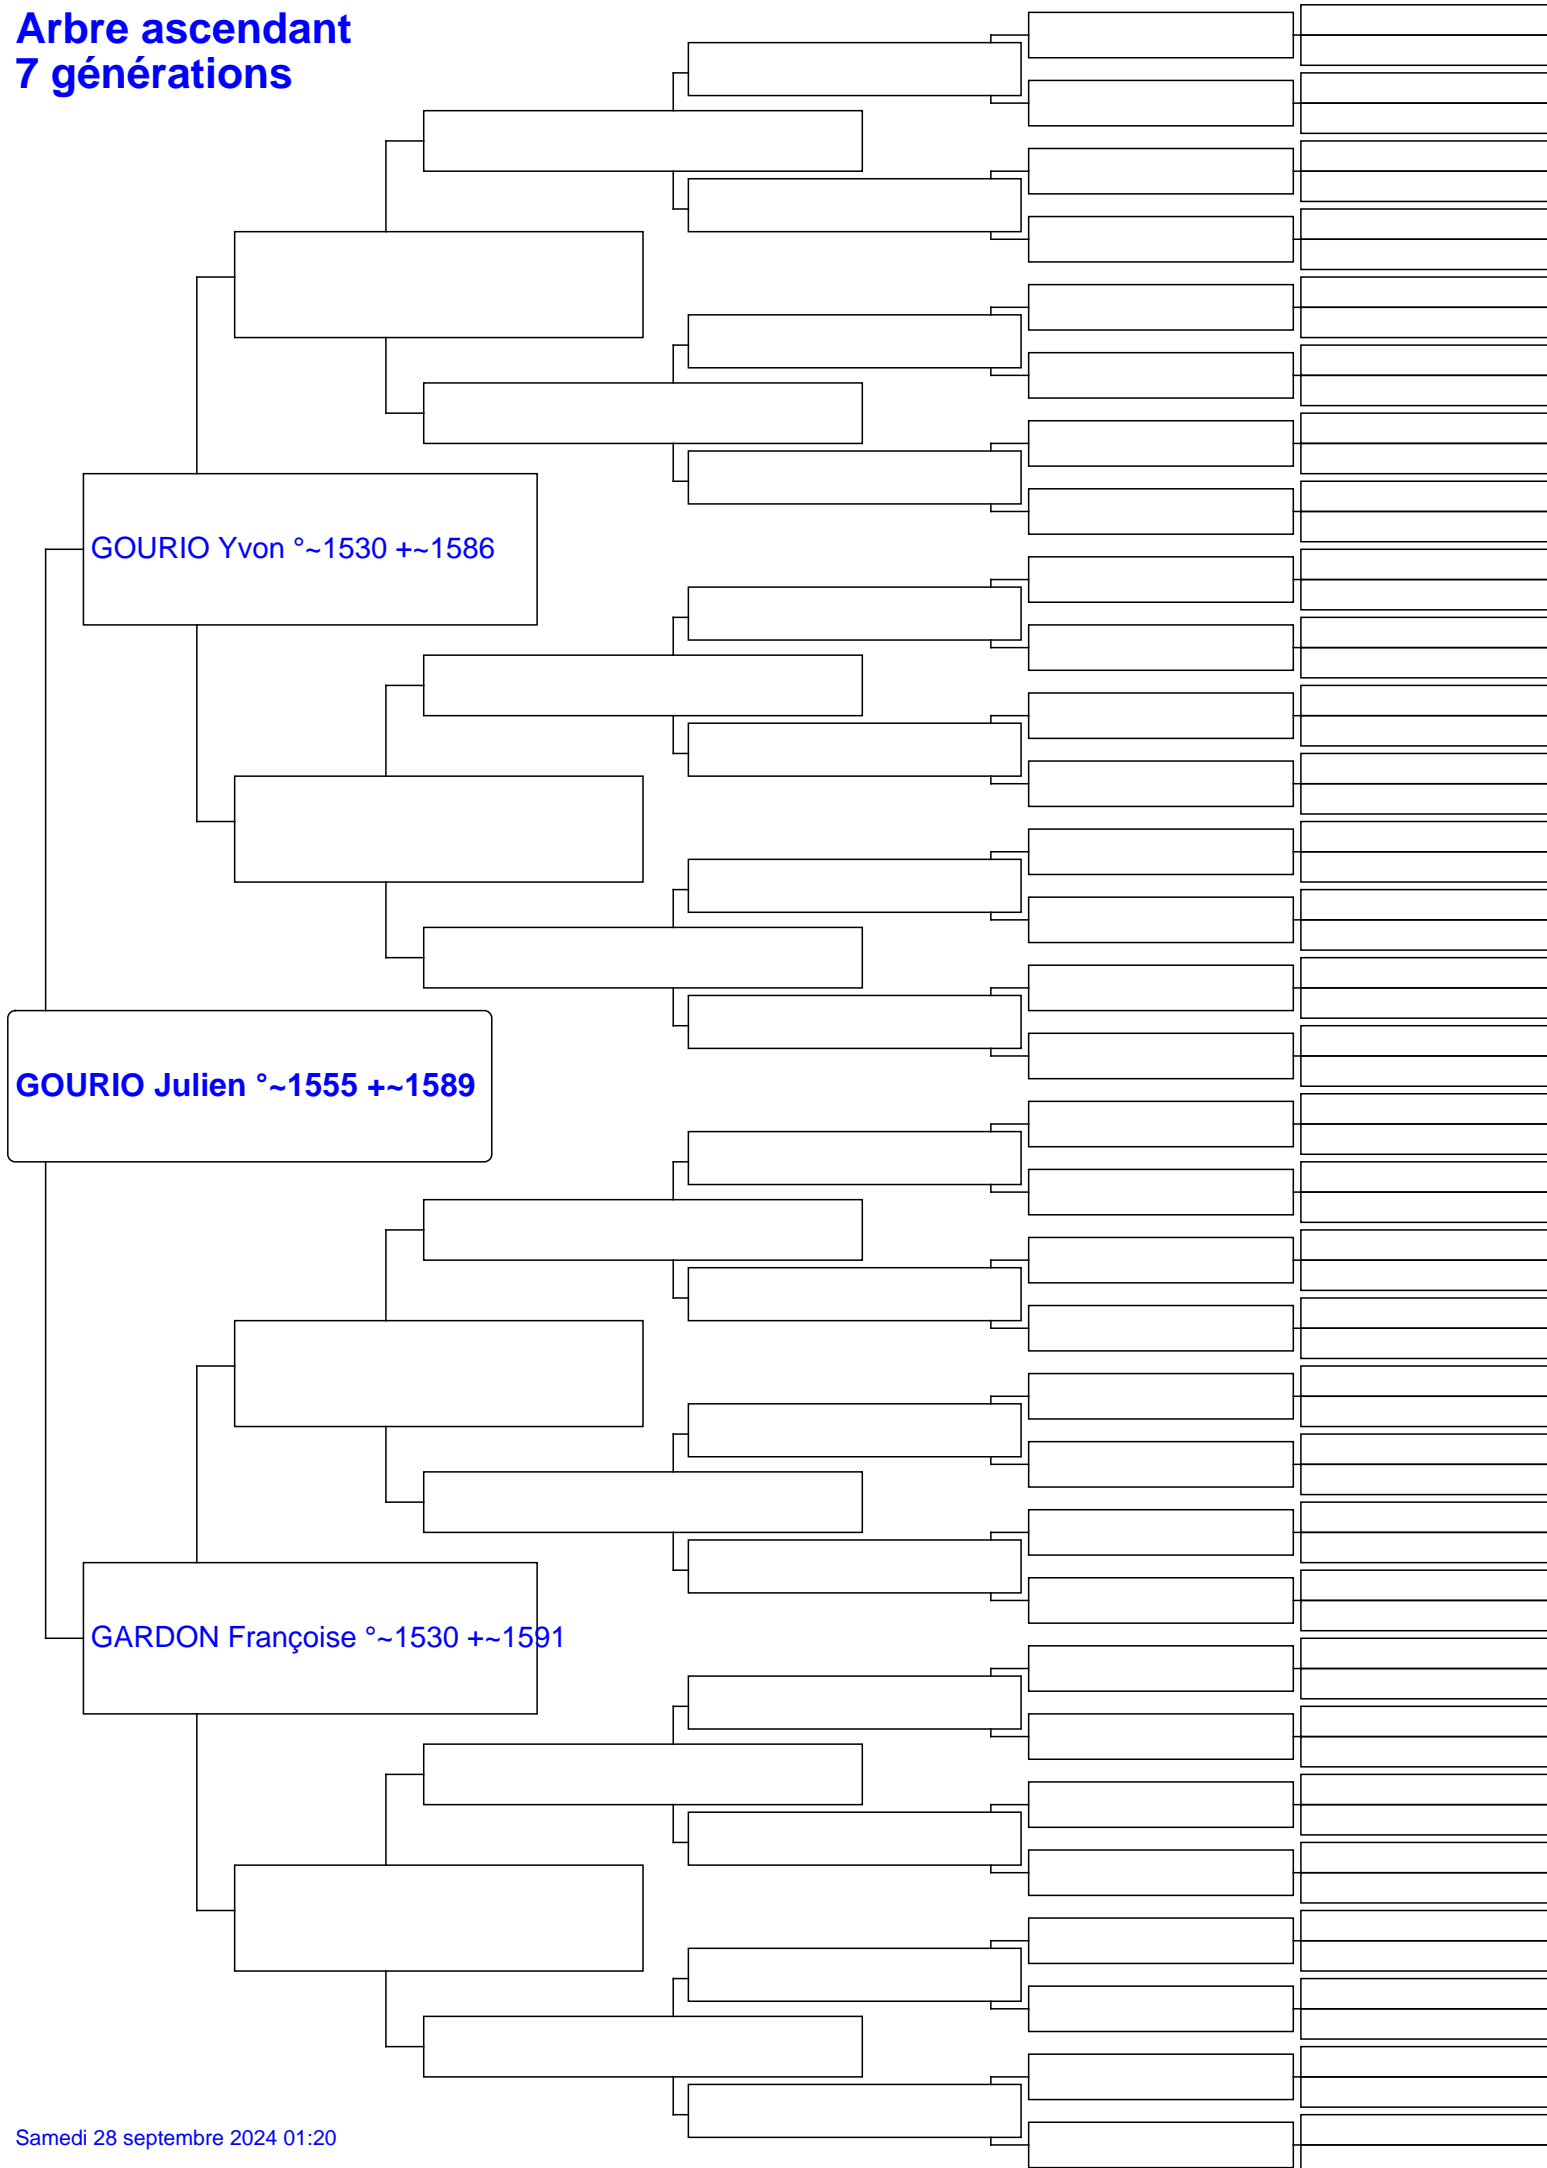 Arbre ascendant
7 générations
GOURIO Yvon °~1530 +~1586
GOURIO Julien °~1555 +~1589
GARDON Françoise °~1530 +~1591
Samedi 28 septembre 2024 01:20